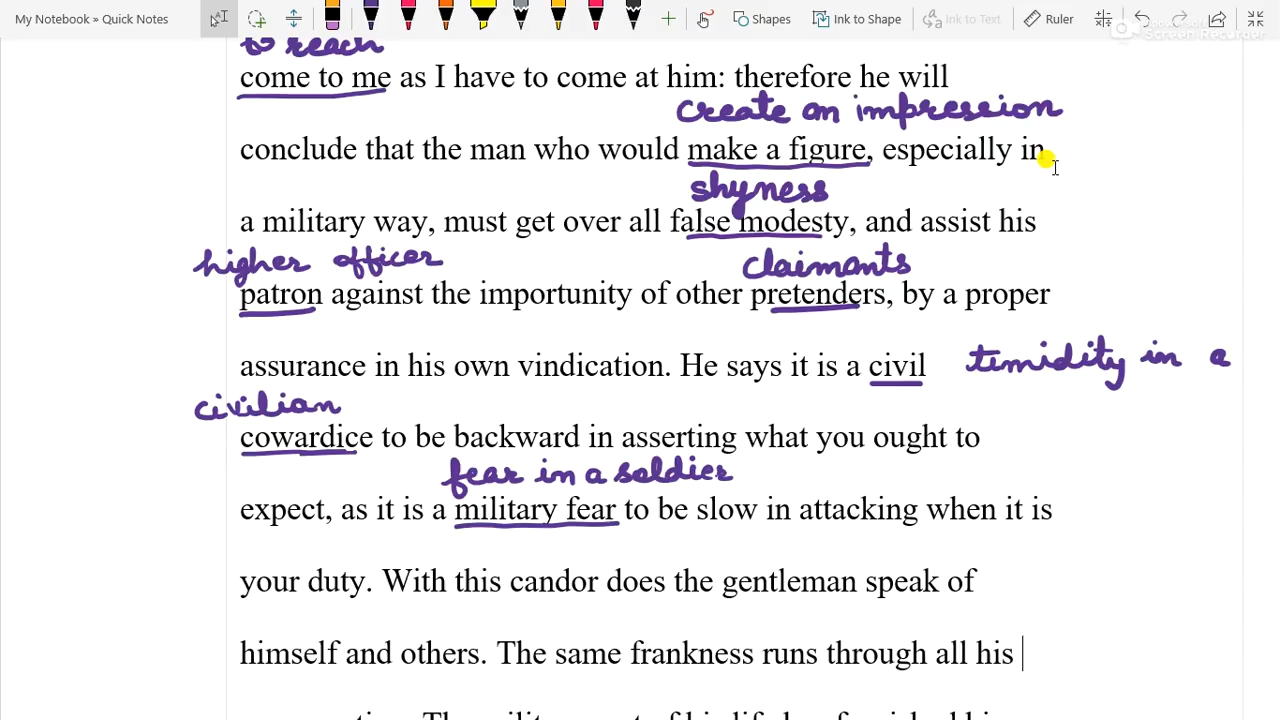 My Notebook » Quick Notes
Shapes
Ink to Shape
Ink to Text
Ruler
Screen Recorder
to reach
come to me as I have to come at him: therefore he will
create an impression
conclude that the man who would make a figure, especially in
shyness
a military way, must get over all false modesty, and assist his
higher officer claimants
patron against the importunity of other pretenders, by a proper
assurance in his own vindication. He says it is a civil timidity in a
civilian
cowardice to be backward in asserting what you ought to
fear in a soldier
expect, as it is a military fear to be slow in attacking when it is
your duty. With this candor does the gentleman speak of
himself and others. The same frankness runs through all his